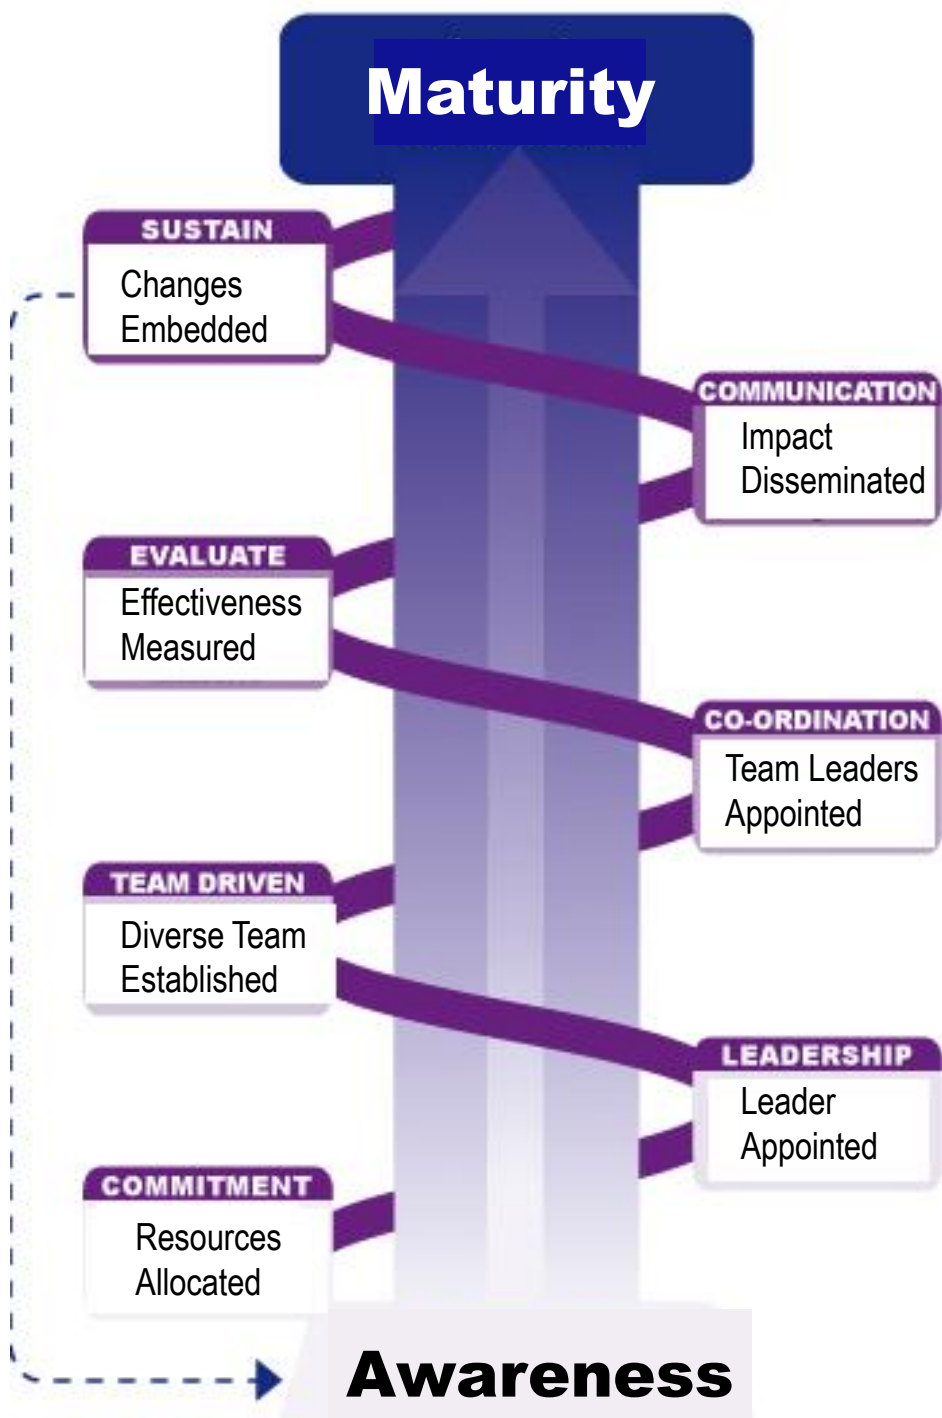 Maturity
SUSTAIN
Changes
Embedded
COMMUNICATION
Impact
Disseminated
EVALUATE
Effectiveness
Measured
CO-ORDINATION
Team Leaders
Appointed
TEAM DRIVEN
Diverse Team
Established
LEADERSHIP
Leader
Appointed
COMMITMENT
Resources
Allocated
Awareness